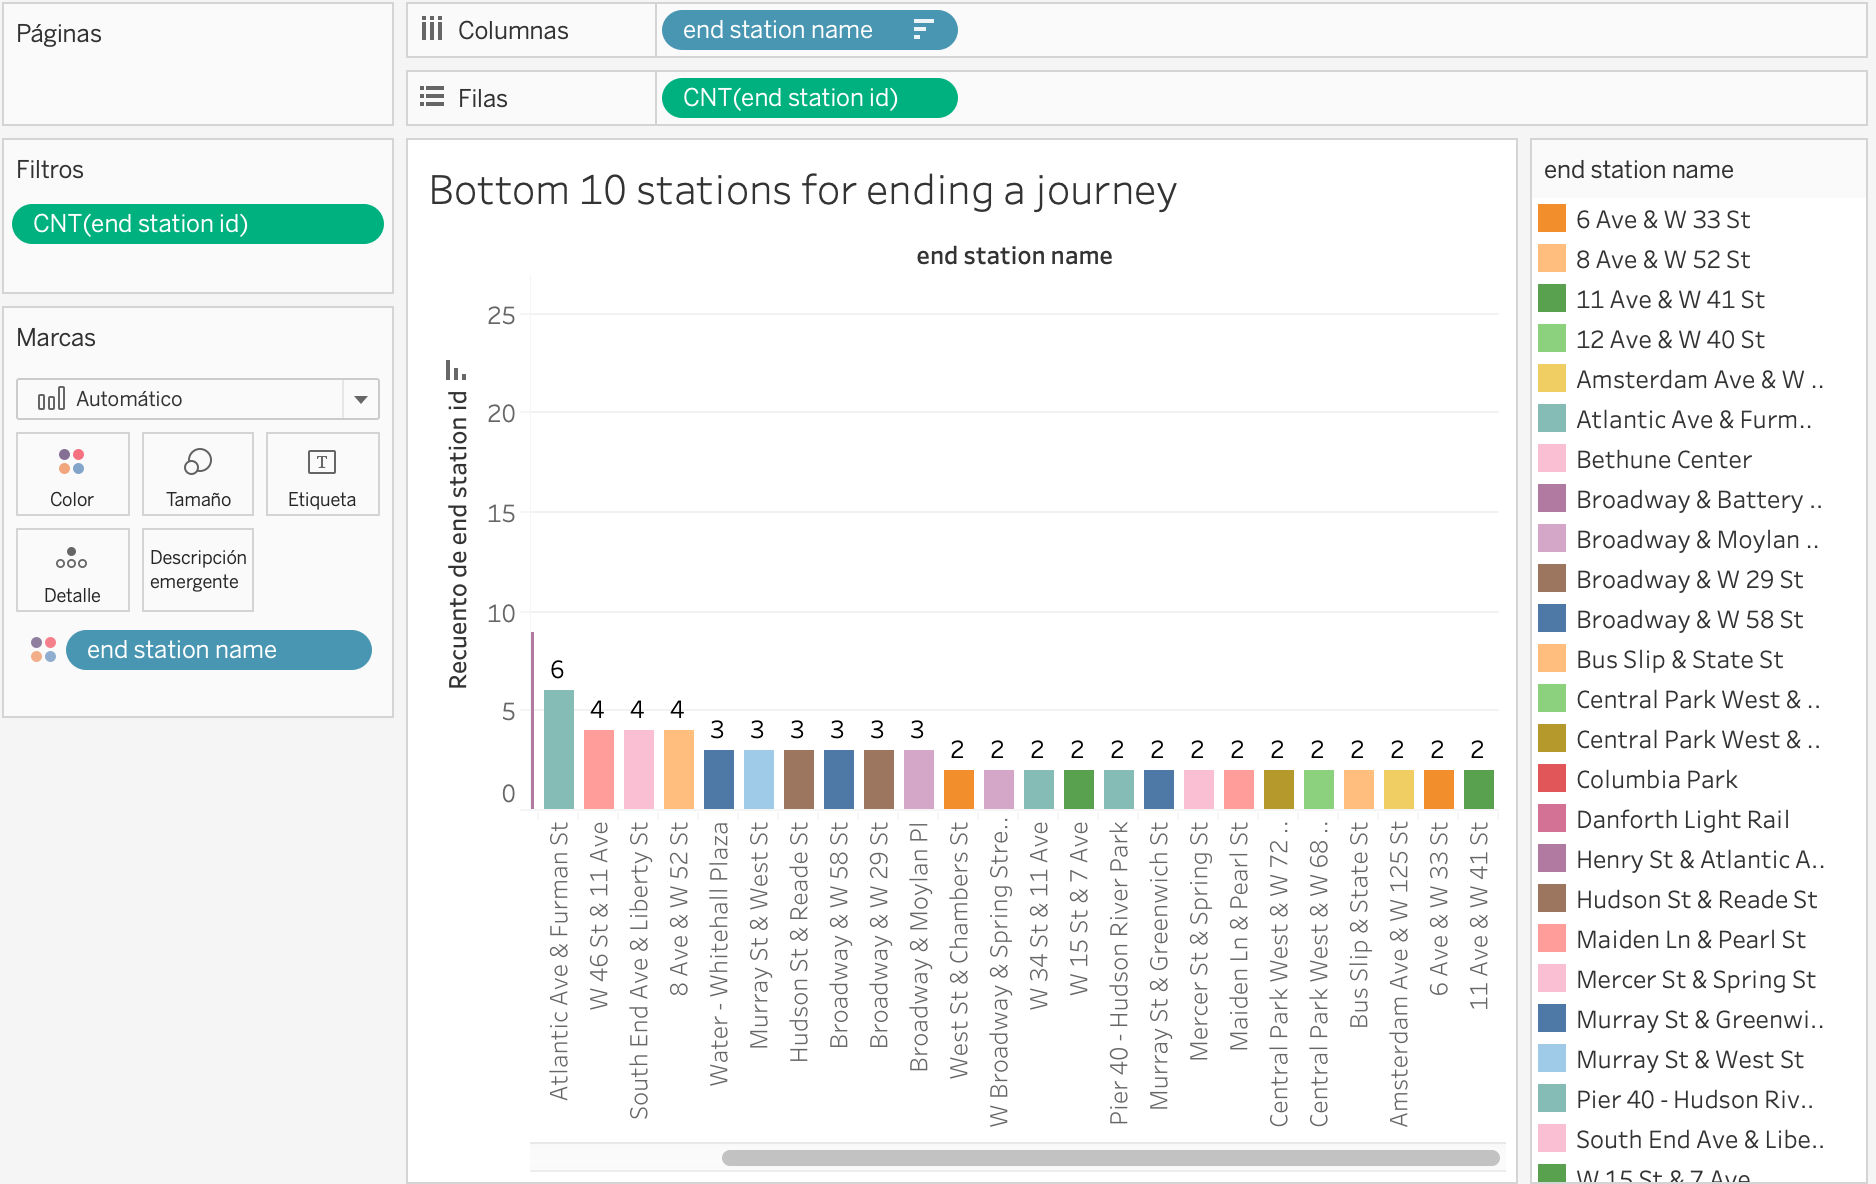 Páginas
Columnas
end station name
Filas
CNT(end station id)
Filtros
CNT(end station id)
Marcas
Automático
Color
Tamaño
Etiqueta
Detalle
Descripción
emergente
end station name
Bottom 10 stations for ending a journey
end station name
Recuento de end station id
25
20
15
10
5
0
6
4
4
4
3
3
3
3
3
3
2
2
2
2
2
2
2
2
2
2
2
2
2
2
Atlantic Ave & Furman St
W 46 St & 11 Ave
South End Ave & Liberty St
8 Ave & W 52 St
Water - Whitehall Plaza
Murray St & West St
Hudson St & Reade St
Broadway & W 58 St
Broadway & W 29 St
Broadway & Moylan Pl
West St & Chambers St
W Broadway & Spring Stre..
W 34 St & 11 Ave
W 15 St & 7 Ave
Pier 40 - Hudson River Park
Murray St & Greenwich St
Mercer St & Spring St
Maiden Ln & Pearl St
Central Park West & W 72 ..
Central Park West & W 68 ..
Bus Slip & State St
Amsterdam Ave & W 125 St
6 Ave & W 33 St
11 Ave & W 41 St
end station name
6 Ave & W 33 St
8 Ave & W 52 St
11 Ave & W 41 St
12 Ave & W 40 St
Amsterdam Ave & W ..
Atlantic Ave & Furm..
Bethune Center
Broadway & Battery ..
Broadway & Moylan ..
Broadway & W 29 St
Broadway & W 58 St
Bus Slip & State St
Central Park West & ..
Central Park West & ..
Columbia Park
Danforth Light Rail
Henry St & Atlantic A..
Hudson St & Reade St
Maiden Ln & Pearl St
Mercer St & Spring St
Murray St & Greenwi..
Murray St & West St
Pier 40 - Hudson Riv..
South End Ave & Libe..
W 15 St & 7 Ave